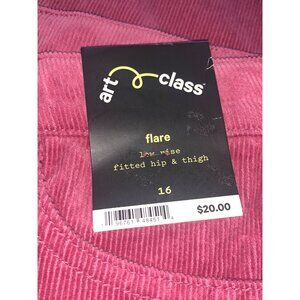 art class
flare
low rise
fitted hip & thigh
16
$20.00